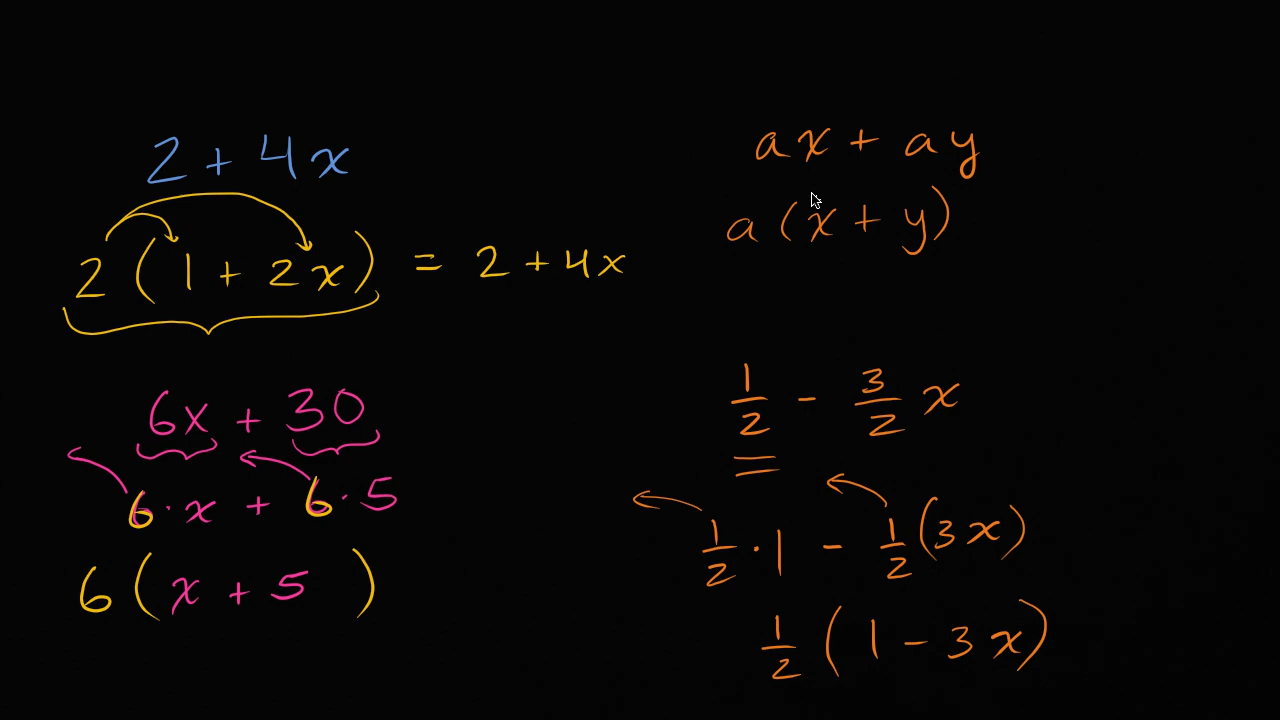 2 + 4x
2(1 + 2x) = 2 + 4x
6x + 30
6·x + 6·5
6(x + 5)
ax + ay
a(x + y)
1/2 - 3/2 x
1/2·1 - 1/2(3x)
1/2(1 - 3x)